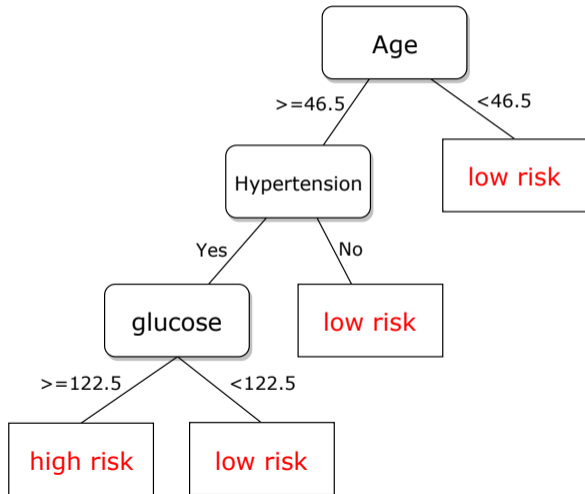 Age
>=46.5
<46.5
Hypertension
low risk
Yes
No
glucose
low risk
>=122.5
<122.5
high risk
low risk